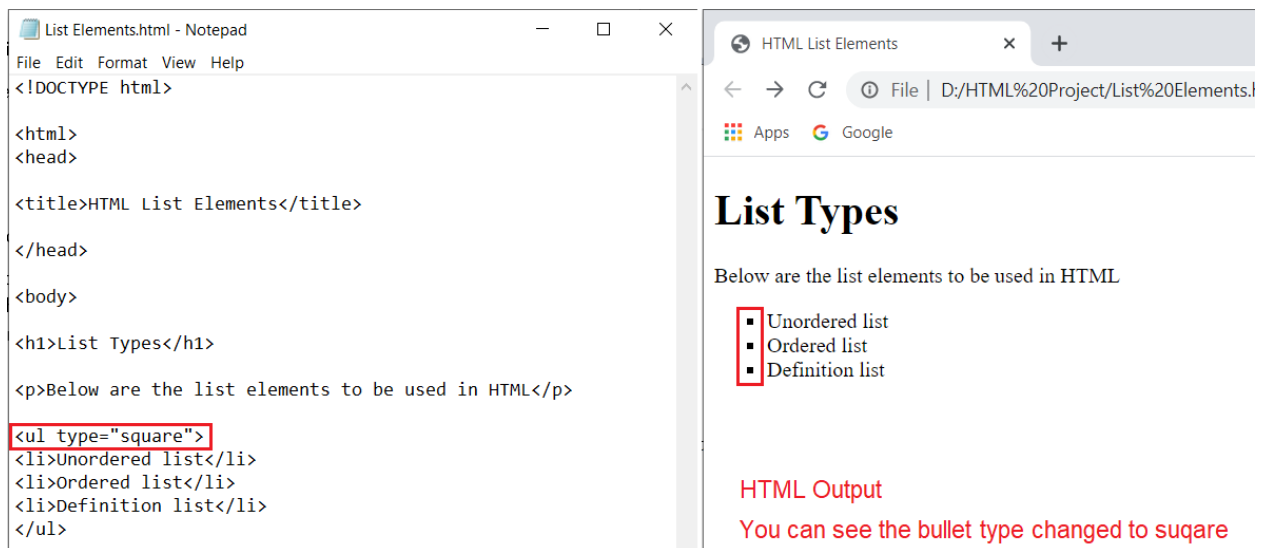 List Elements.html - Notepad
File Edit Format View Help
<!DOCTYPE html>
<html>
<head>
<title>HTML List Elements</title>
</head>
<body>
<h1>List Types</h1>
<p>Below are the list elements to be used in HTML</p>
<ul type="square">
<li>Unordered list</li>
<li>Ordered list</li>
<li>Definition list</li>
</ul>
HTML List Elements
File | D:/HTML%20Project/List%20Elements.
Apps Google
List Types
Below are the list elements to be used in HTML
Unordered list
Ordered list
Definition list
HTML Output
You can see the bullet type changed to suqare